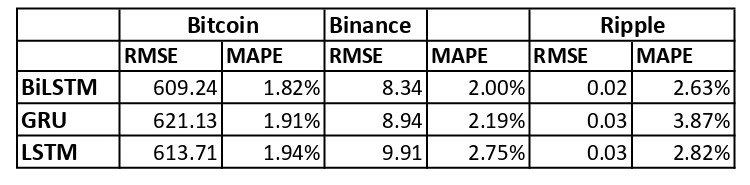 Bitcoin Binance Ripple
RMSE MAPE RMSE MAPE RMSE MAPE
BiLSTM 609.24 1.82% 8.34 2.00% 0.02 2.63%
GRU 621.13 1.91% 8.94 2.19% 0.03 3.87%
LSTM 613.71 1.94% 9.91 2.75% 0.03 2.82%